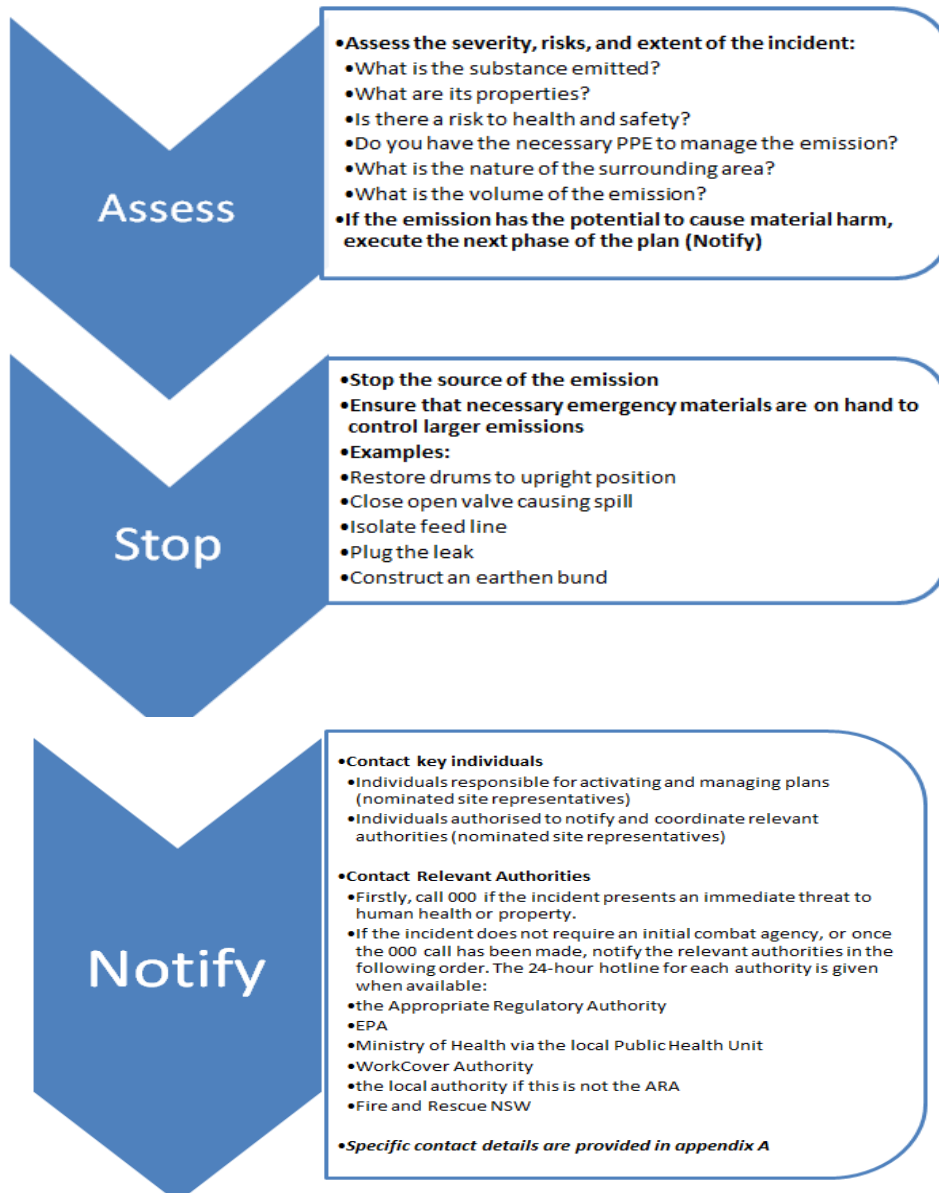 Assess
•Assess the severity, risks, and extent of the incident:
•What is the substance emitted?
•What are its properties?
•Is there a risk to health and safety?
•Do you have the necessary PPE to manage the emission?
•What is the nature of the surrounding area?
•What is the volume of the emission?
•If the emission has the potential to cause material harm,
execute the next phase of the plan (Notify)
Stop
•Stop the source of the emission
•Ensure that necessary emergency materials are on hand to
control larger emissions
•Examples:
•Restore drums to upright position
•Close open valve causing spill
•Isolate feed line
•Plug the leak
•Construct an earthen bund
Notify
•Contact key individuals
•Individuals responsible for activating and managing plans
(nominated site representatives)
•Individuals authorised to notify and coordinate relevant
authorities (nominated site representatives)
•Contact Relevant Authorities
•Firstly, call 000 if the incident presents an immediate threat to
human health or property.
•If the incident does not require an initial combat agency, or once
the 000 call has been made, notify the relevant authorities in the
following order. The 24-hour hotline for each authority is given
when available:
•the Appropriate Regulatory Authority
•EPA
•Ministry of Health via the local Public Health Unit
•WorkCover Authority
•the local authority if this is not the ARA
•Fire and Rescue NSW
•Specific contact details are provided in appendix A